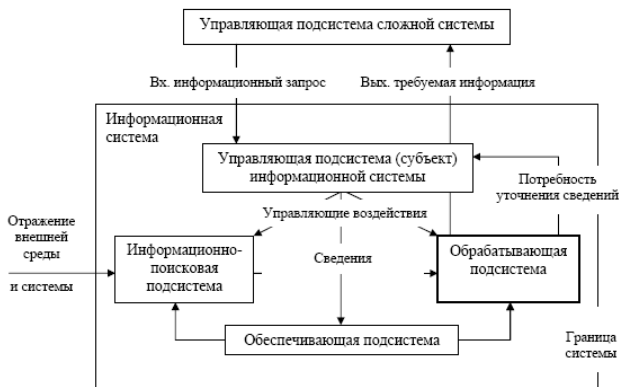 Управляющая подсистема сложной системы
Вх. информационный запрос
Вых. требуемая информация
Информационная
система
Управляющая подсистема (субъект)
информационной системы
Потребность
уточнения сведений
Управляющие воздействия
Отражение
внешней
среды
и системы
Информационно-
поисковая
подсистема
Сведения
Обрабатывающая
подсистема
Обеспечивающая подсистема
Граница
системы